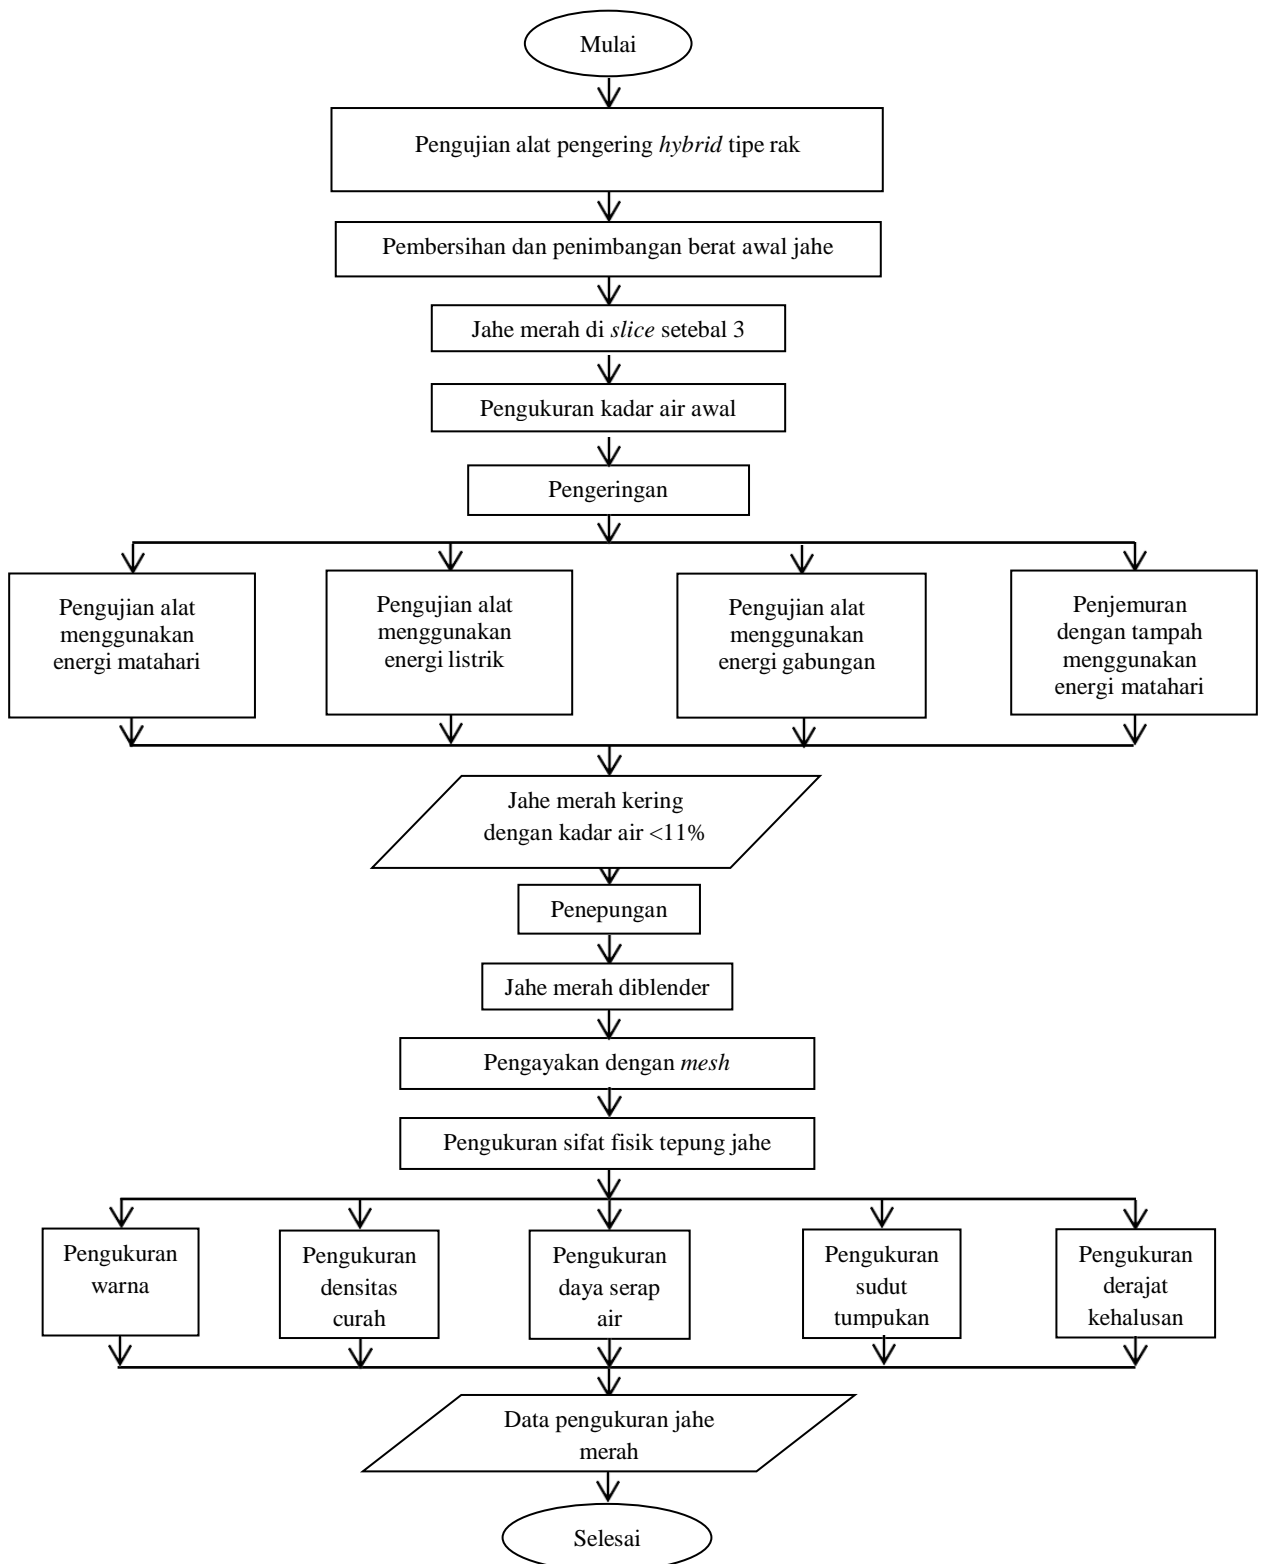 Mulai
Pengujian alat pengering hybrid tipe rak
Pembersihan dan penimbangan berat awal jahe
Jahe merah di slice setebal 3
Pengukuran kadar air awal
Pengeringan
Pengujian alat
menggunakan
energi matahari
Pengujian alat
menggunakan
energi listrik
Pengujian alat
menggunakan
energi gabungan
Penjemuran
dengan tampah
menggunakan
energi matahari
Jahe merah kering
dengan kadar air <11%
Penepungan
Jahe merah diblender
Pengayakan dengan mesh
Pengukuran sifat fisik tepung jahe
Pengukuran
warna
Pengukuran
densitas
curah
Pengukuran
daya serap
air
Pengukuran
sudut
tumpukan
Pengukuran
derajat
kehalusan
Data pengukuran jahe
merah
Selesai